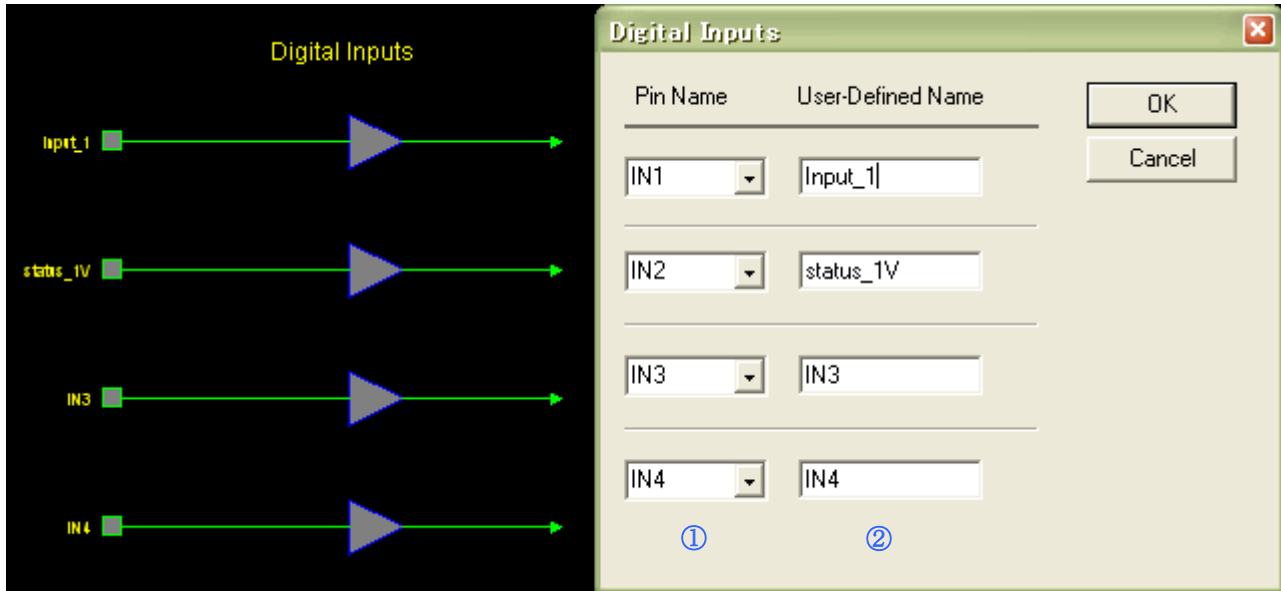 Digital Inputs
Input_1
status_1V
IN3
IN4
Digital Inputs
Pin Name User-Defined Name
OK
Cancel
IN1 Input_1
IN2 status_1V
IN3 IN3
IN4 IN4
① ②